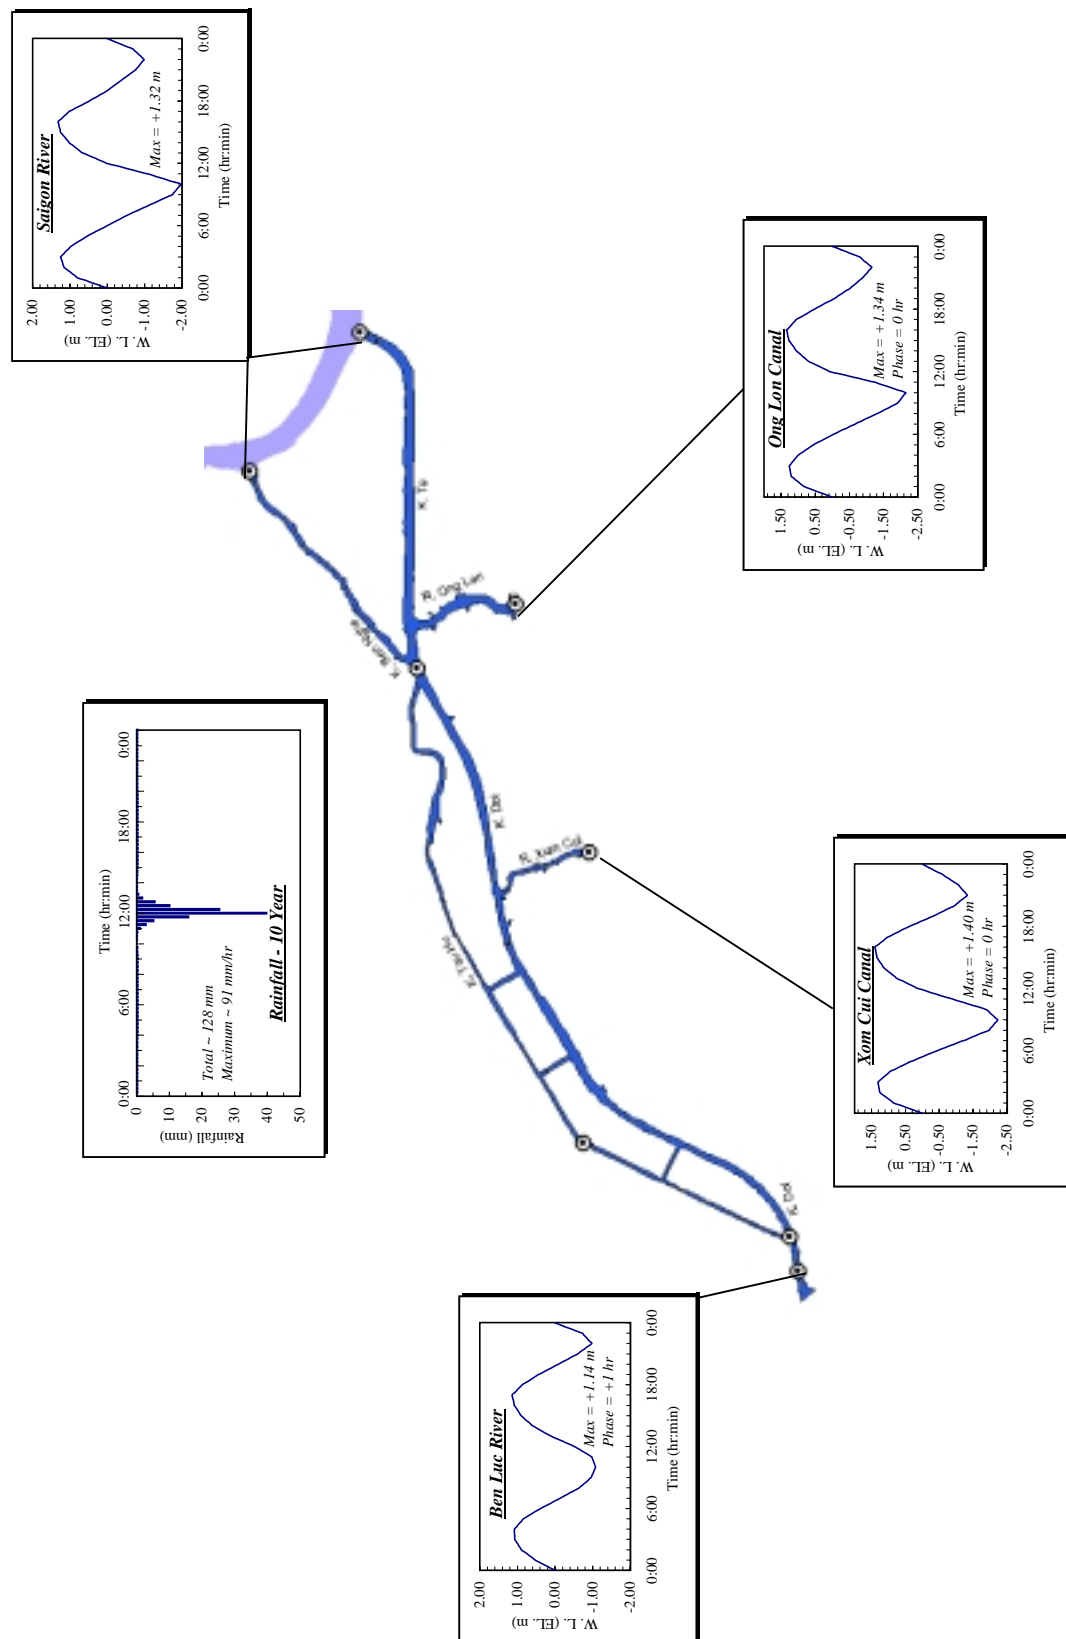 Saigon River
2.00
1.00
0.00
-1.00
-2.00
W. L. (EL. m)
0:00
6:00
12:00
18:00
0:00
Time (hr:min)
Max = +1.32 m
Ong Lon Canal
1.50
0.50
-0.50
-1.50
-2.50
W. L. (EL. m)
0:00
6:00
12:00
18:00
0:00
Time (hr:min)
Max = +1.34 m
Phase = 0 hr
K. Te
R. Ong Lon
K. Ben Nghe
Time (hr:min)
0:00
6:00
12:00
18:00
0:00
0
10
20
30
40
50
Rainfall (mm)
Total ~ 128 mm
Maximum ~ 91 mm/hr
Rainfall - 10 Year
K. Doi
R. Xom Cui
K. Tau Hu
Xom Cui Canal
1.50
0.50
-0.50
-1.50
-2.50
W. L. (EL. m)
0:00
6:00
12:00
18:00
0:00
Time (hr:min)
Max = +1.40 m
Phase = 0 hr
K. Doi
Ben Luc River
2.00
1.00
0.00
-1.00
-2.00
W. L. (EL. m)
0:00
6:00
12:00
18:00
0:00
Time (hr:min)
Max = +1.14 m
Phase = +1 hr